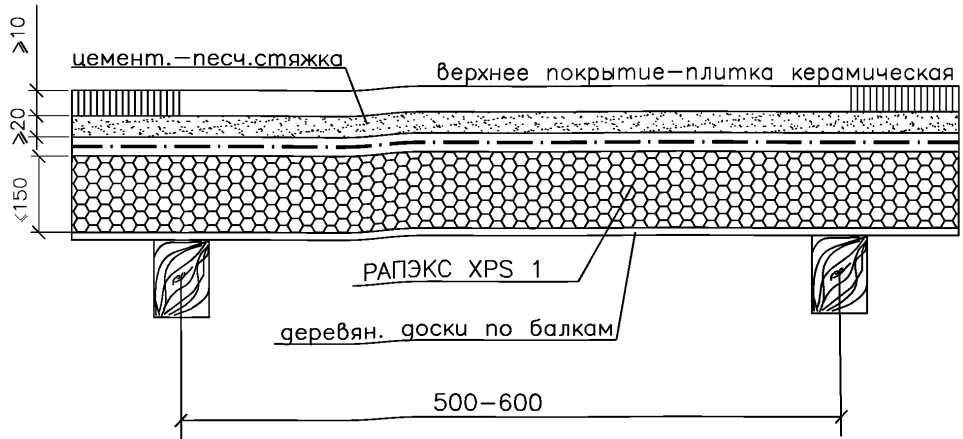 ≥10
цемент.-песч.стяжка
верхнее покрытие-плитка керамическая
≥20
≤150
РАПЭКС XPS 1
деревян. доски по балкам
500-600